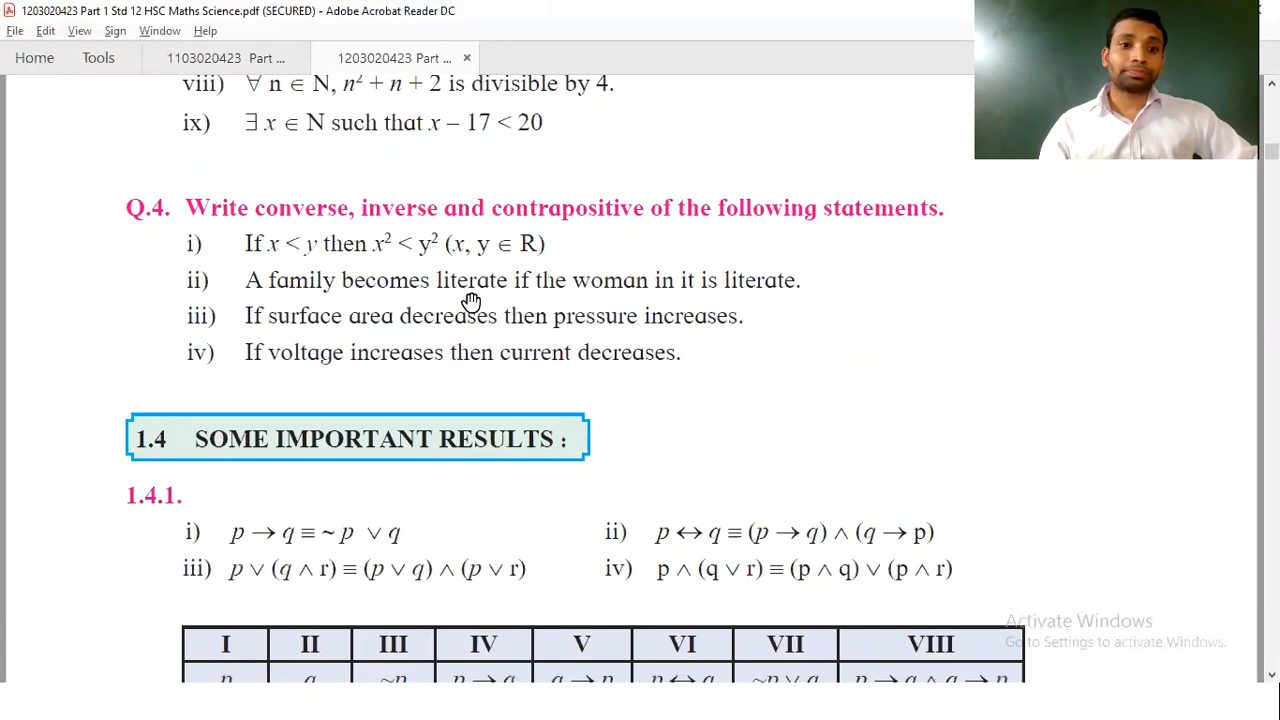 1203020423 Part 1 Std 12 HSC Maths Science.pdf (SECURED) - Adobe Acrobat Reader DC
File Edit View Sign Window Help
Home Tools 1103020423 Part ... 1203020423 Part ... ×
viii) ∀ n ∈ N, n² + n + 2 is divisible by 4.
ix) ∃ x ∈ N such that x – 17 < 20
Q.4. Write converse, inverse and contrapositive of the following statements.
i) If x < y then x² < y² (x, y ∈ R)
ii) A family becomes literate if the woman in it is literate.
iii) If surface area decreases then pressure increases.
iv) If voltage increases then current decreases.
1.4 SOME IMPORTANT RESULTS :
1.4.1.
i) p → q ≡ ~ p ∨ q ii) p ↔ q ≡ (p → q) ∧ (q → p)
iii) p ∨ (q ∧ r) ≡ (p ∨ q) ∧ (p ∨ r) iv) p ∧ (q ∨ r) ≡ (p ∧ q) ∨ (p ∧ r)
Activate Windows
Go to Settings to activate Windows.
I II III IV V VI VII VIII
p q ~p p → q q → p p ↔ q ~p ∨ q p → q ∧ q → p